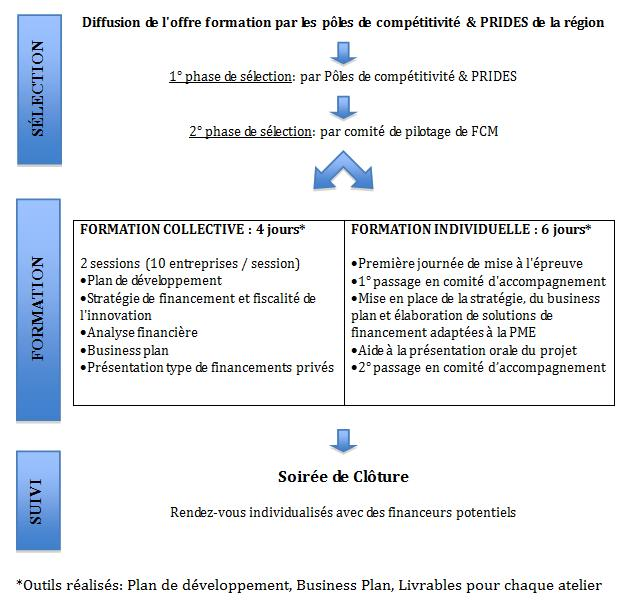 Diffusion de l'offre formation par les pôles de compétitivité & PRIDES de la région
SÉLECTION
1° phase de sélection: par Pôles de compétitivité & PRIDES
2° phase de sélection: par comité de pilotage de FCM
FORMATION
FORMATION COLLECTIVE : 4 jours*
2 sessions (10 entreprises / session)
•Plan de développement
•Stratégie de financement et fiscalité de
l'innovation
•Analyse financière
•Business plan
•Présentation type de financements privés
FORMATION INDIVIDUELLE : 6 jours*
•Première journée de mise à l'épreuve
•1° passage en comité d'accompagnement
•Mise en place de la stratégie, du business
plan et élaboration de solutions de
financement adaptées à la PME
•Aide à la présentation orale du projet
•2° passage en comité d'accompagnement
SUIVI
Soirée de Clôture
Rendez-vous individualisés avec des financeurs potentiels
*Outils réalisés: Plan de développement, Business Plan, Livrables pour chaque atelier